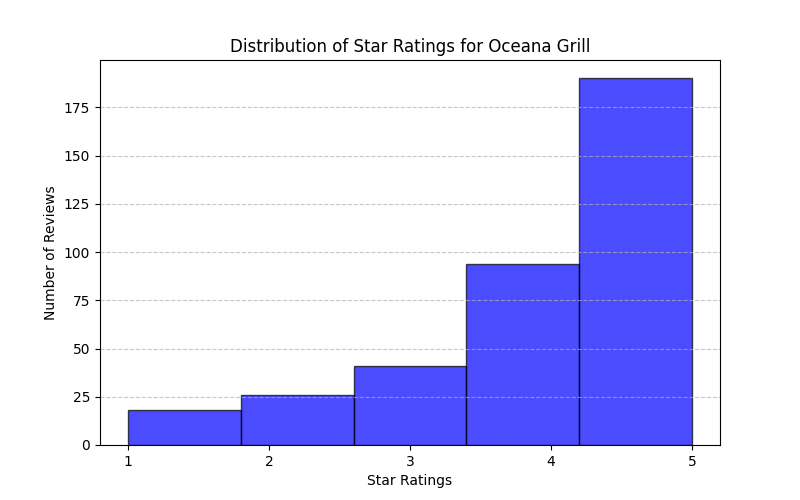 Distribution of Star Ratings for Oceana Grill
175
150
125
100
75
50
25
0
Number of Reviews
1 2 3 4 5
Star Ratings